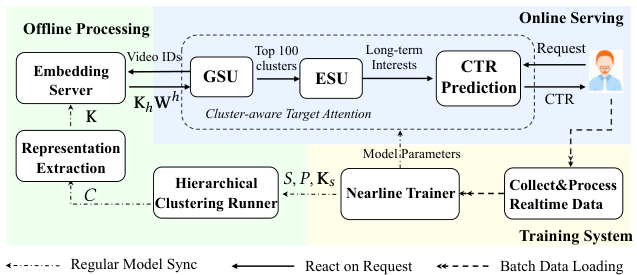 Offline Processing
Online Serving
Video IDs
Top 100
clusters
Long-term
Interests
Request
Embedding
Server
GSU
ESU
CTR
Prediction
K_h W^h
CTR
Cluster-aware Target Attention
K
Representation
Extraction
Model Parameters
Hierarchical
Clustering Runner
S, P, K_s
Nearline Trainer
Collect&Process
Realtime Data
C
Training System
Regular Model Sync
React on Request
Batch Data Loading